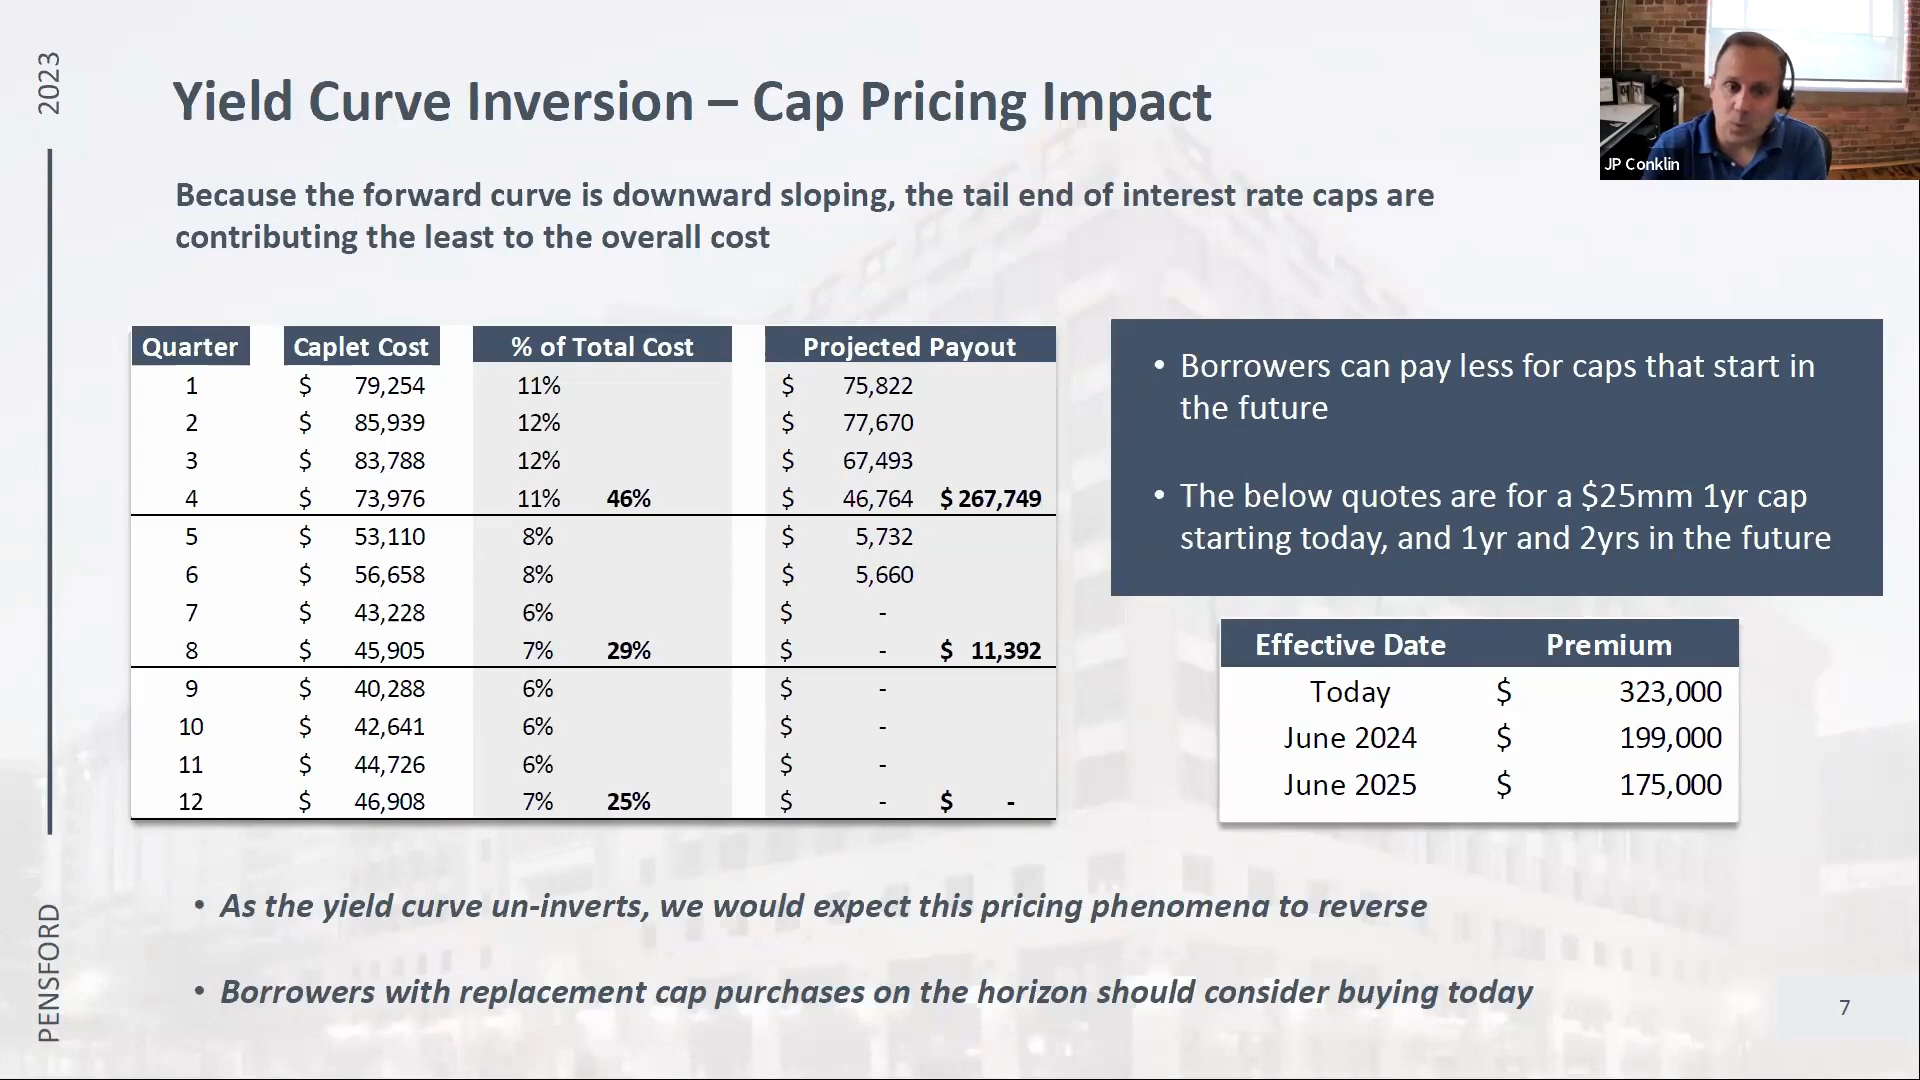 2023
Yield Curve Inversion – Cap Pricing Impact
JP Conklin
Because the forward curve is downward sloping, the tail end of interest rate caps are
contributing the least to the overall cost
Quarter Caplet Cost % of Total Cost Projected Payout
1 $ 79,254 11% $ 75,822
2 $ 85,939 12% $ 77,670
3 $ 83,788 12% $ 67,493
4 $ 73,976 11% 46% $ 46,764 $ 267,749
5 $ 53,110 8% $ 5,732
6 $ 56,658 8% $ 5,660
7 $ 43,228 6% $ -
8 $ 45,905 7% 29% $ - $ 11,392
9 $ 40,288 6% $ -
10 $ 42,641 6% $ -
11 $ 44,726 6% $ -
12 $ 46,908 7% 25% $ - $ -
• Borrowers can pay less for caps that start in
the future
• The below quotes are for a $25mm 1yr cap
starting today, and 1yr and 2yrs in the future
Effective Date Premium
Today $ 323,000
June 2024 $ 199,000
June 2025 $ 175,000
• As the yield curve un-inverts, we would expect this pricing phenomena to reverse
• Borrowers with replacement cap purchases on the horizon should consider buying today
PENSFORD
7